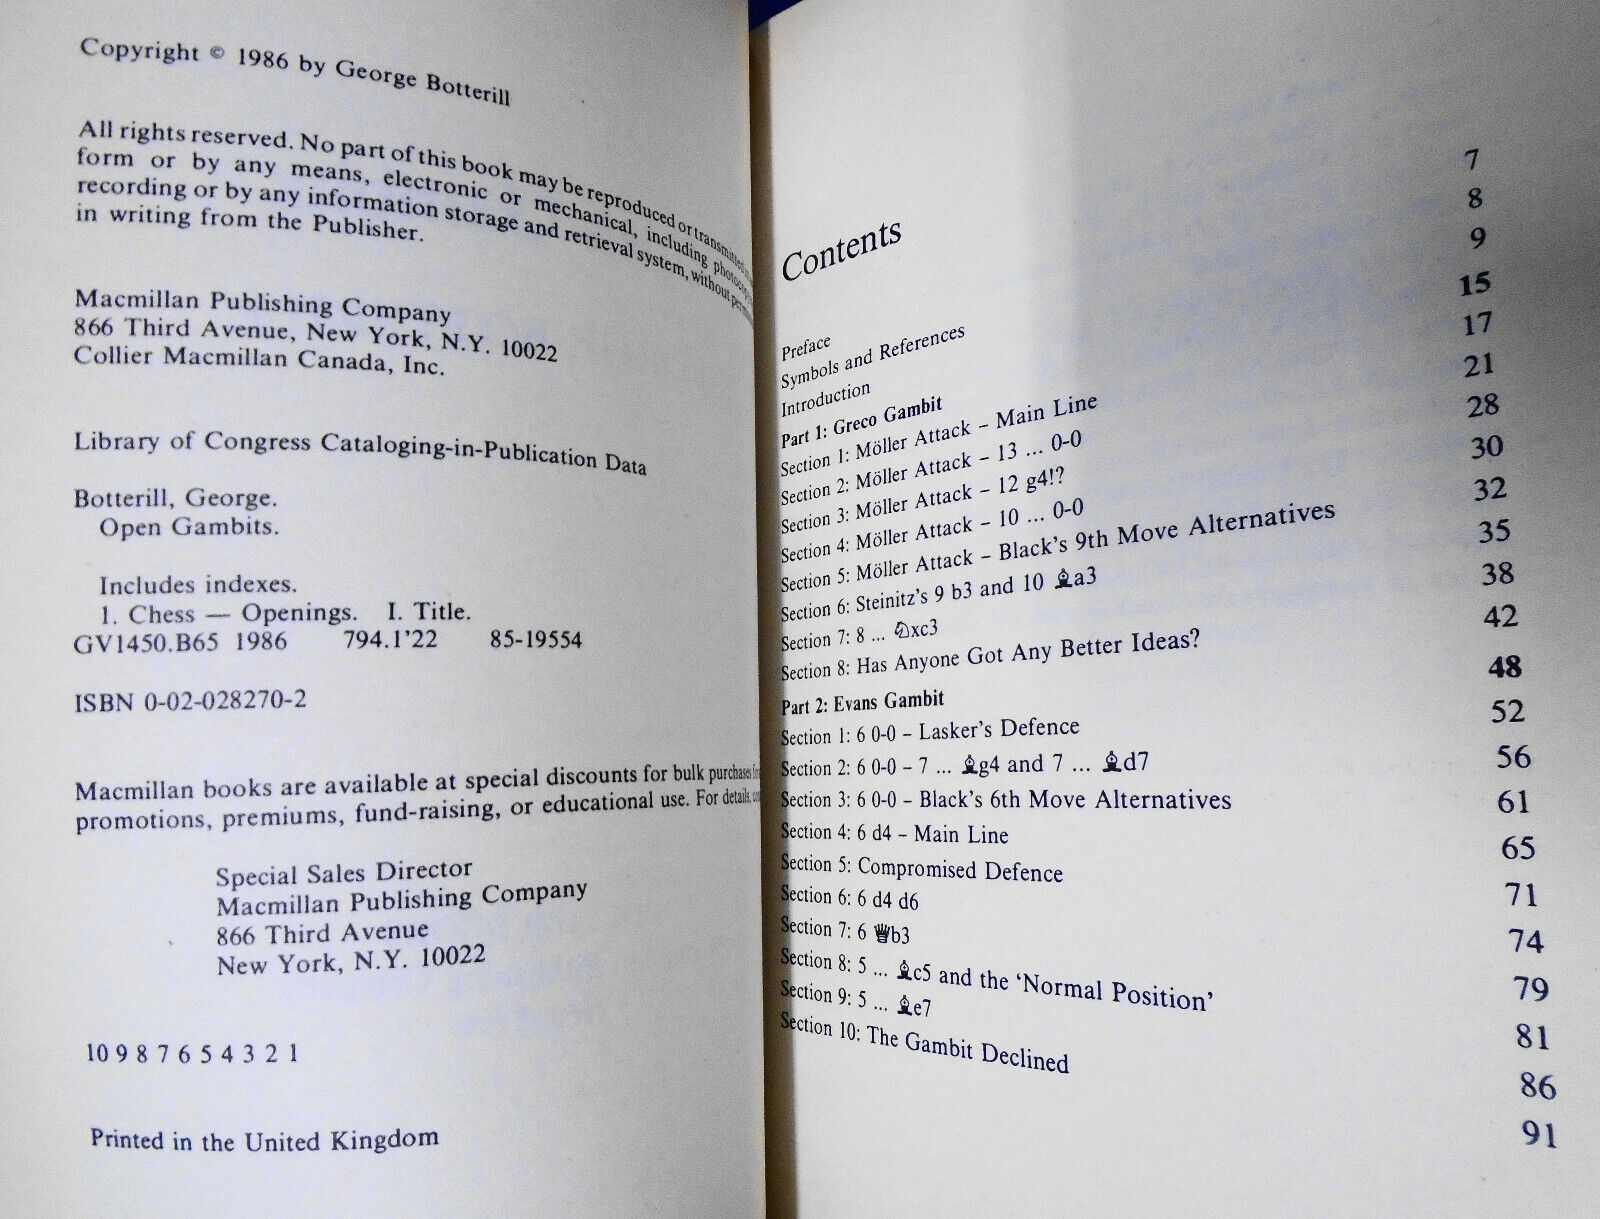 Copyright © 1986 by George Botterill
All rights reserved. No part of this book may be reproduced or transmitted in
form or by any means, electronic or mechanical, including
recording or by any information storage and retrieval system, without
in writing from the Publisher.
Macmillan Publishing Company
866 Third Avenue, New York, N.Y. 10022
Collier Macmillan Canada, Inc.
Library of Congress Cataloging-in-Publication Data
Botterill, George.
Open Gambits.
Includes indexes.
1. Chess — Openings. I. Title.
GV1450.B65 1986 794.1'22 85-19554
ISBN 0-02-028270-2
Macmillan books are available at special discounts for bulk purchases
promotions, premiums, fund-raising, or educational use. For details,
Special Sales Director
Macmillan Publishing Company
866 Third Avenue
New York, N.Y. 10022
10 9 8 7 6 5 4 3 2 1
Printed in the United Kingdom
Contents
Preface 7
Symbols and References 8
Introduction 9
Part 1: Greco Gambit 15
Section 1: Möller Attack – Main Line 17
Section 2: Möller Attack – 13 ... 0-0 21
Section 3: Möller Attack – 12 g4!? 28
Section 4: Möller Attack – 10 ... 0-0 30
Section 5: Möller Attack – Black's 9th Move Alternatives 32
Section 6: Steinitz's 9 b3 and 10 ♝a3 35
Section 7: 8 ... ♘xc3 38
Section 8: Has Anyone Got Any Better Ideas? 42
Part 2: Evans Gambit 48
Section 1: 6 0-0 – Lasker's Defence 52
Section 2: 6 0-0 – 7 ... ♝g4 and 7 ... ♝d7 56
Section 3: 6 0-0 – Black's 6th Move Alternatives 61
Section 4: 6 d4 – Main Line 65
Section 5: Compromised Defence 71
Section 6: 6 d4 d6 74
Section 7: 6 ♛b3 79
Section 8: 5 ... ♝c5 and the 'Normal Position' 81
Section 9: 5 ... ♝e7 86
Section 10: The Gambit Declined 91